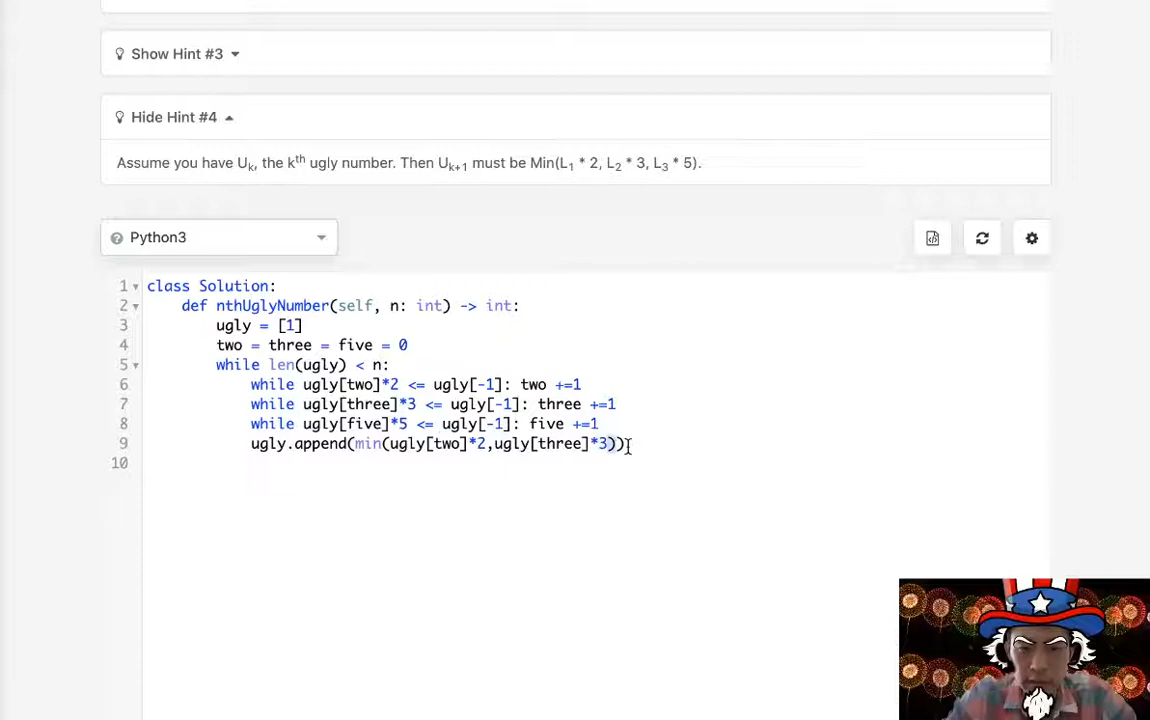 Show Hint #3
Hide Hint #4
Assume you have Uk, the kth ugly number. Then Uk+1 must be Min(L1 * 2, L2 * 3, L3 * 5).
Python3
1 class Solution:
2 def nthUglyNumber(self, n: int) -> int:
3 ugly = [1]
4 two = three = five = 0
5 while len(ugly) < n:
6 while ugly[two]*2 <= ugly[-1]: two +=1
7 while ugly[three]*3 <= ugly[-1]: three +=1
8 while ugly[five]*5 <= ugly[-1]: five +=1
9 ugly.append(min(ugly[two]*2,ugly[three]*3))
10